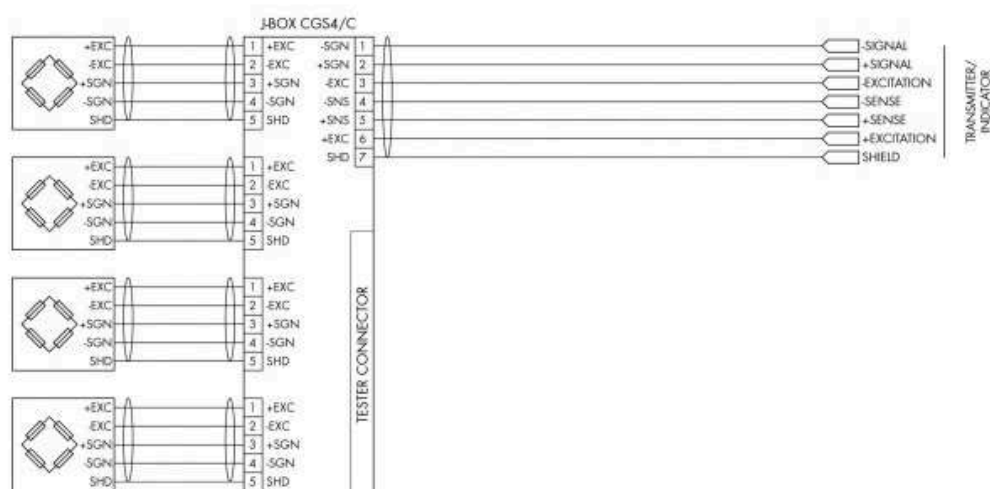 J-BOX CGS4/C
+EXC 1 +EXC -SGN 1 -SIGNAL
-EXC 2 -EXC +SGN 2 +SIGNAL
+SGN 3 +SGN -EXC 3 -EXCITATION
-SGN 4 -SGN -SNS 4 -SENSE
SHD 5 SHD +SNS 5 +SENSE
+EXC 6 +EXCITATION
SHD 7 SHIELD
TRANSMITTER/
INDICATOR
+EXC 1 +EXC
-EXC 2 -EXC
+SGN 3 +SGN
-SGN 4 -SGN
SHD 5 SHD
TESTER CONNECTOR
+EXC 1 +EXC
-EXC 2 -EXC
+SGN 3 +SGN
-SGN 4 -SGN
SHD 5 SHD
+EXC 1 +EXC
-EXC 2 -EXC
+SGN 3 +SGN
-SGN 4 -SGN
SHD 5 SHD